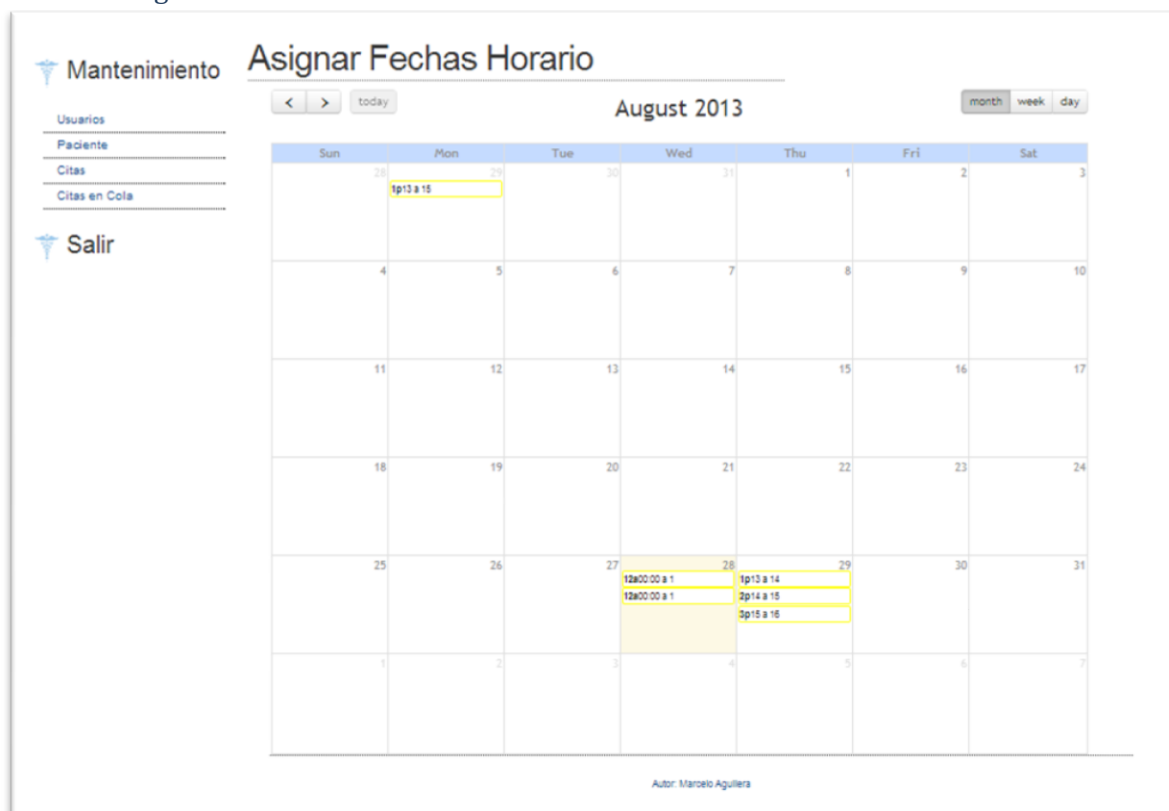 Mantenimiento
Usuarios
Paciente
Citas
Citas en Cola
Salir
Asignar Fechas Horario
today
August 2013
month week day
Sun Mon Tue Wed Thu Fri Sat
28 29 30 31 1 2 3
1p13 a 15
4 5 6 7 8 9 10
11 12 13 14 15 16 17
18 19 20 21 22 23 24
25 26 27 28 29 30 31
12a00:00 a 1 1p13 a 14
12a00:00 a 1 2p14 a 15
3p15 a 16
1 2 3 4 5 6 7
Autor: Marcelo Aguilera